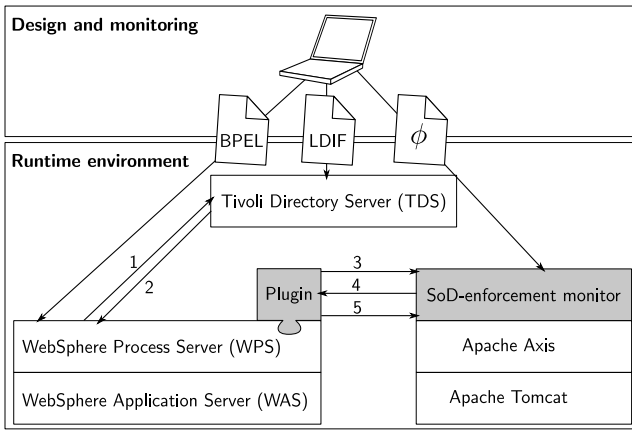 Design and monitoring
BPEL
LDIF
ϕ
Runtime environment
Tivoli Directory Server (TDS)
1
2
3
4
5
Plugin
SoD-enforcement monitor
WebSphere Process Server (WPS)
Apache Axis
WebSphere Application Server (WAS)
Apache Tomcat